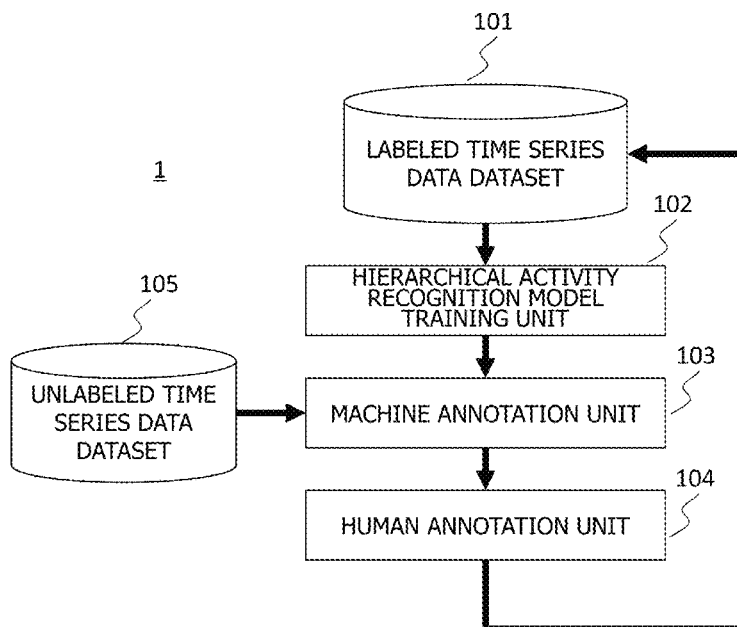 101
LABELED TIME SERIES
DATA DATASET
1
102
HIERARCHICAL ACTIVITY
RECOGNITION MODEL
TRAINING UNIT
105
UNLABELED TIME
SERIES DATA
DATASET
103
MACHINE ANNOTATION UNIT
104
HUMAN ANNOTATION UNIT